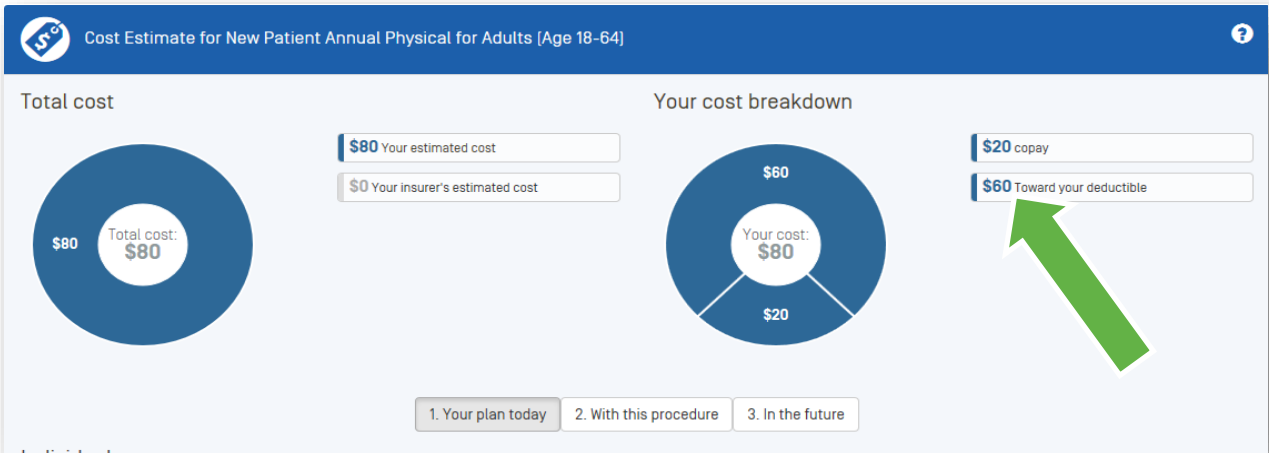 Cost Estimate for New Patient Annual Physical for Adults (Age 18-64)
?
Total cost
Your cost breakdown
$80 Your estimated cost
$0 Your insurer's estimated cost
$80
Total cost:
$80
$20 copay
$60 Toward your deductible
$60
Your cost:
$80
$20
1. Your plan today
2. With this procedure
3. In the future